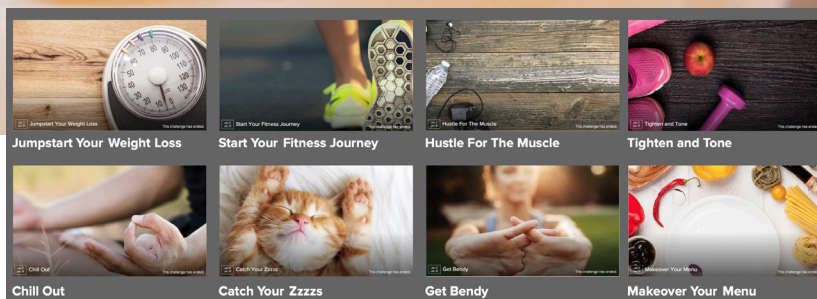 Jumpstart Your Weight Loss
This challenge has ended.
Start Your Fitness Journey
This challenge has ended.
Hustle For The Muscle
This challenge has ended.
Tighten and Tone
This challenge has ended.
Jumpstart Your Weight Loss
Start Your Fitness Journey
Hustle For The Muscle
Tighten and Tone
Chill Out
This challenge has ended.
Catch Your Zzzzs
This challenge has ended.
Get Bendy
This challenge has ended.
Makeover Your Menu
This challenge has ended.
Chill Out
Catch Your Zzzzs
Get Bendy
Makeover Your Menu